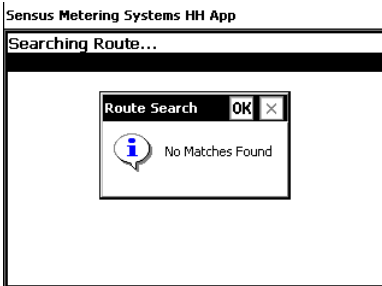 Sensus Metering Systems HH App
Searching Route...
Route Search OK
No Matches Found